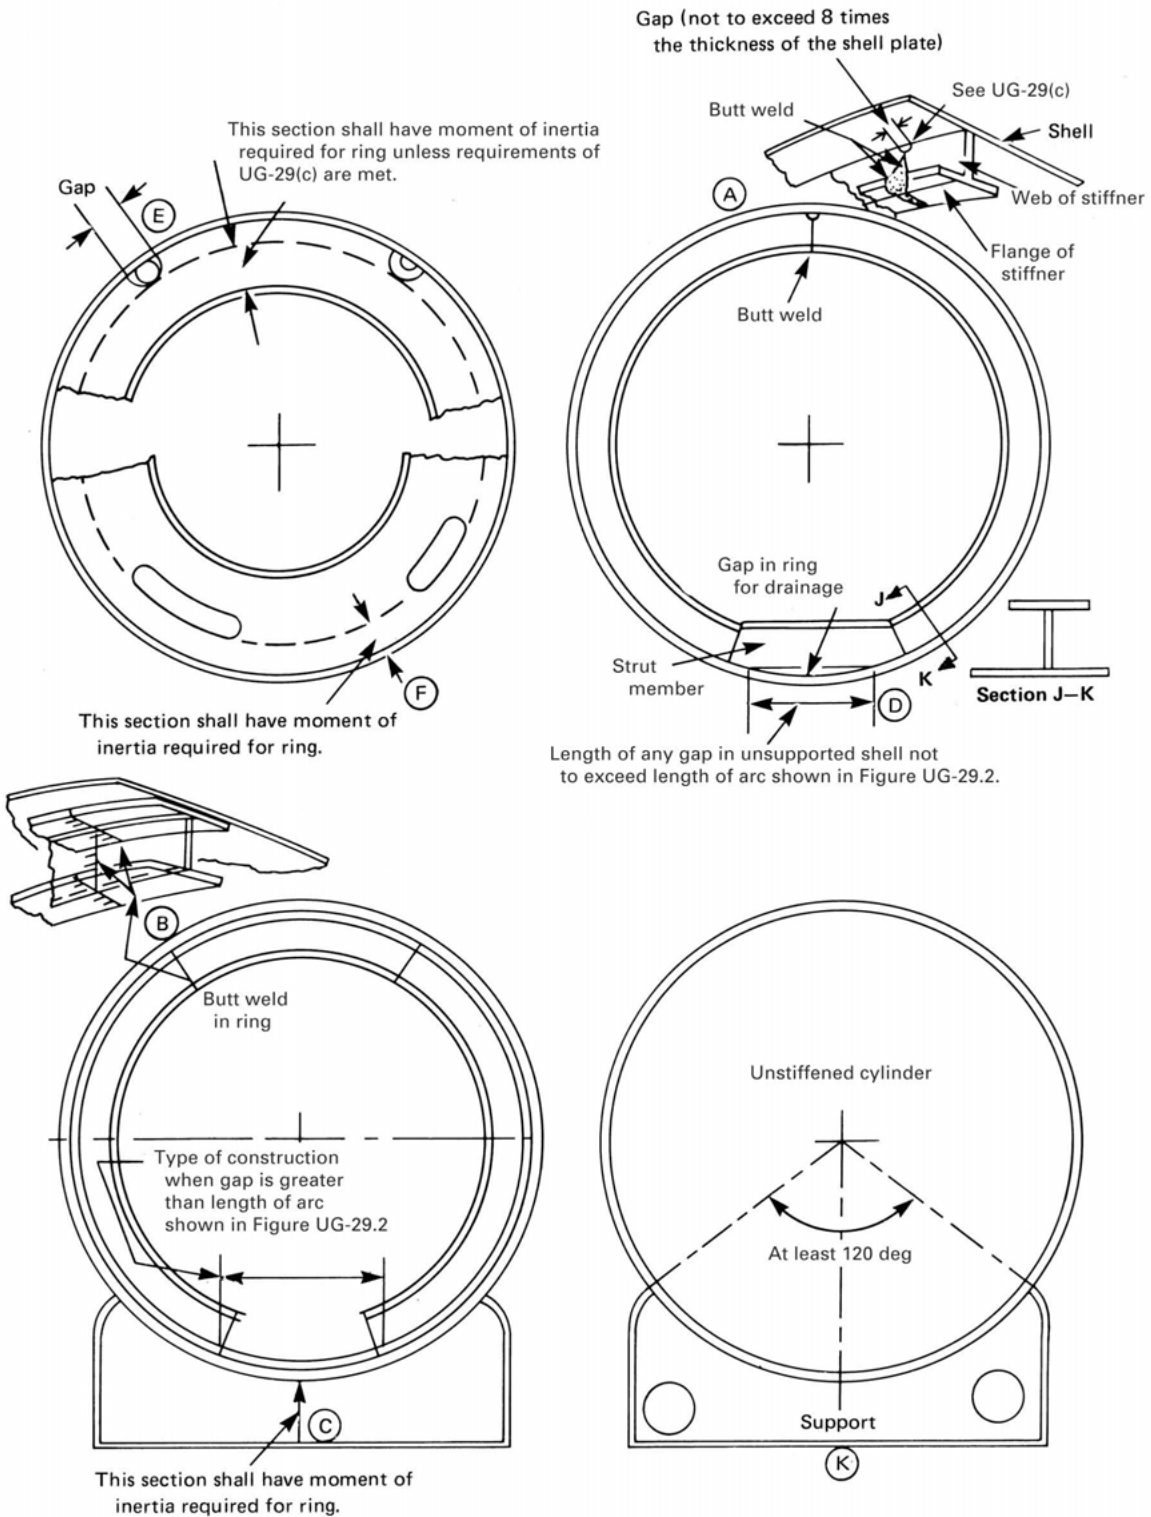 Gap (not to exceed 8 times
the thickness of the shell plate)
See UG-29(c)
Butt weld
Shell
Web of stiffner
Flange of
stiffner
A
Butt weld
This section shall have moment of inertia
required for ring unless requirements of
UG-29(c) are met.
Gap
E
F
This section shall have moment of
inertia required for ring.
Gap in ring
for drainage
J
K
Strut
member
D
Section J—K
Length of any gap in unsupported shell not
to exceed length of arc shown in Figure UG-29.2.
B
Butt weld
in ring
Type of construction
when gap is greater
than length of arc
shown in Figure UG-29.2
C
This section shall have moment of
inertia required for ring.
Unstiffened cylinder
At least 120 deg
Support
K